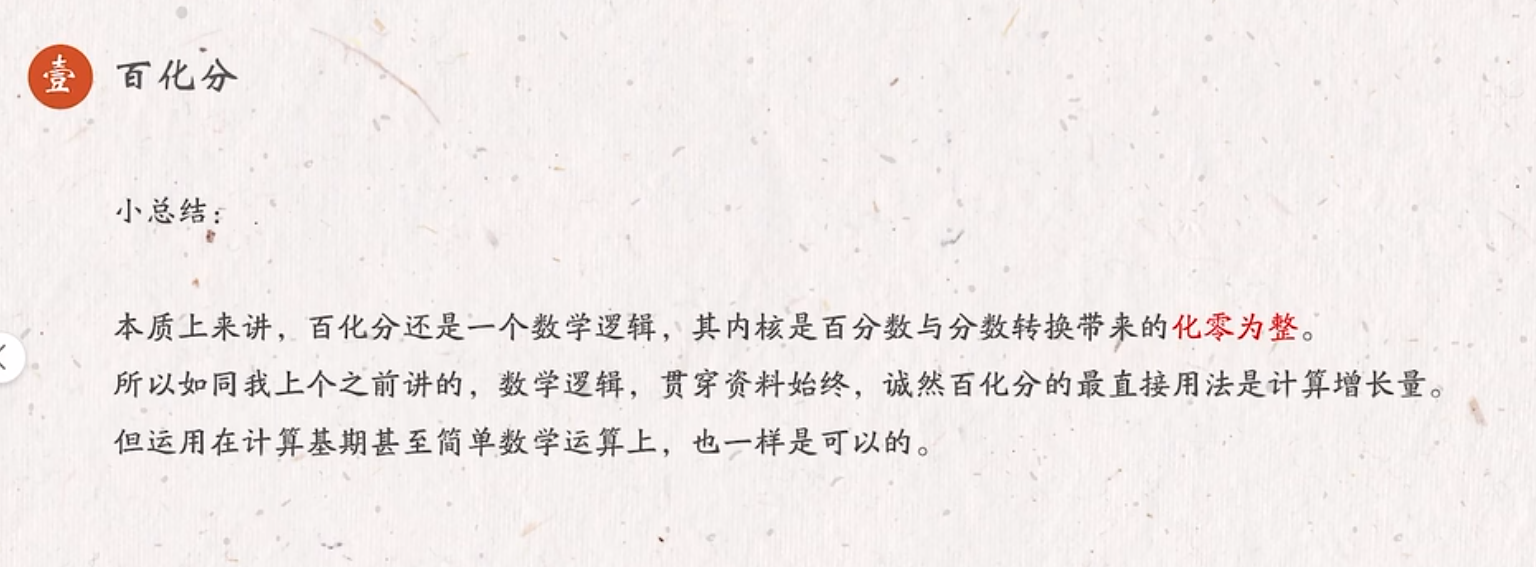 壹 百化分
小总结：
本质上来讲，百化分还是一个数学逻辑，其内核是百分数与分数转换带来的化零为整。
所以如同我上个之前讲的，数学逻辑，贯穿资料始终，诚然百化分的最直接用法是计算增长量。
但运用在计算基期甚至简单数学运算上，也一样是可以的。